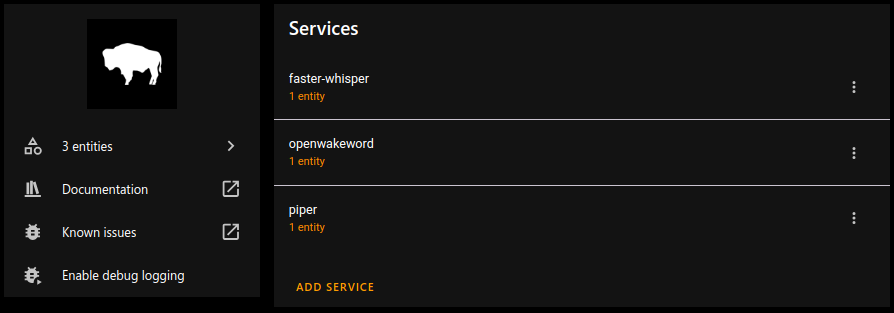 3 entities
Documentation
Known issues
Enable debug logging
Services
faster-whisper
1 entity
openwakeword
1 entity
piper
1 entity
ADD SERVICE